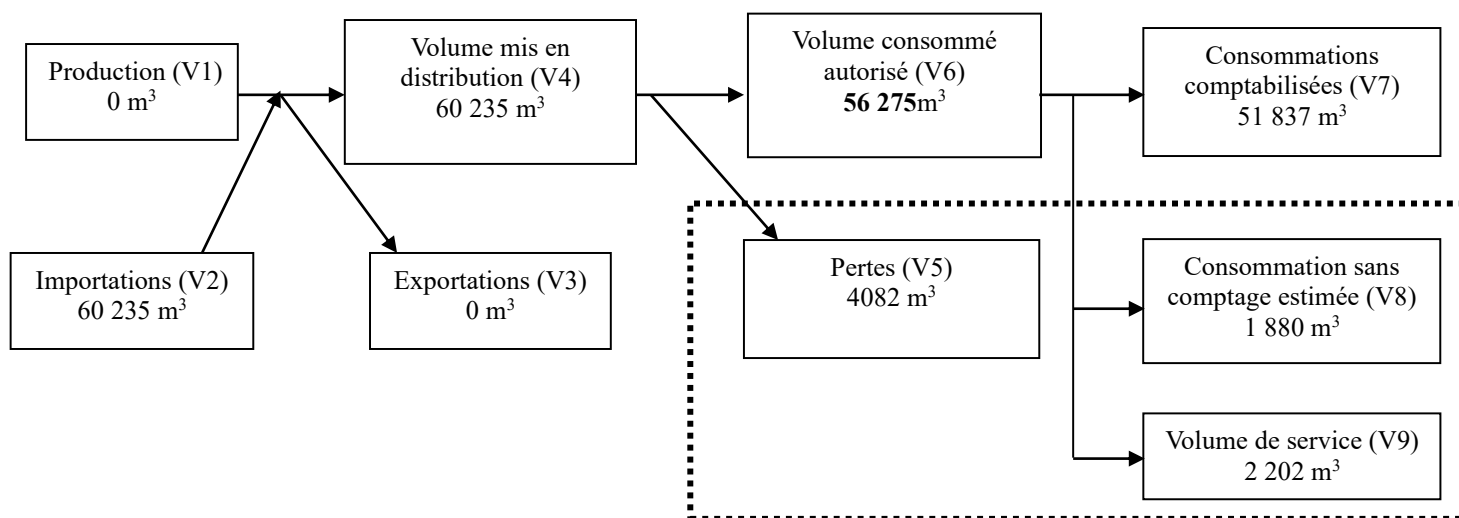 Production (V1)
0 m³
Volume mis en
distribution (V4)
60 235 m³
Volume consommé
autorisé (V6)
56 275m³
Consommations
comptabilisées (V7)
51 837 m³
Importations (V2)
60 235 m³
Exportations (V3)
0 m³
Pertes (V5)
4082 m³
Consommation sans
comptage estimée (V8)
1 880 m³
Volume de service (V9)
2 202 m³